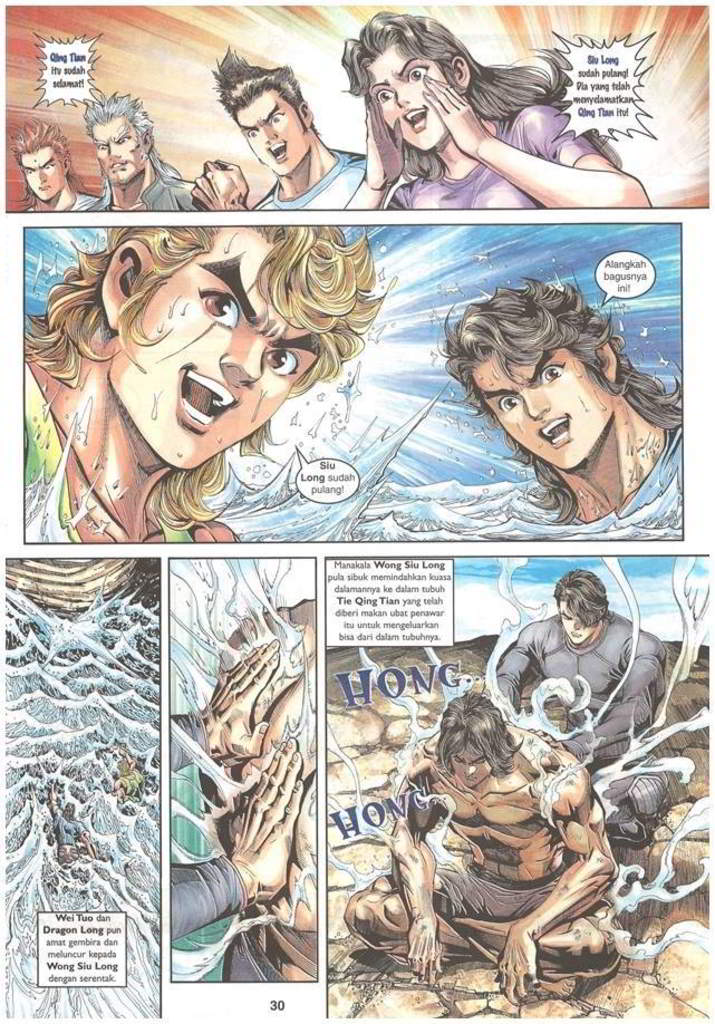 Qing Tian
itu sudah
selamat!
Siu Long
sudah pulang!
Dia yang telah
menyelamatkan
Qing Tian itu!
Alangkah
bagusnya
ini!
Siu
Long sudah
pulang!
Wei Tuo dan
Dragon Long pun
amat gembira dan
meluncur kepada
Wong Siu Long
dengan serentak.
Manakala Wong Siu Long
pula sibuk memindahkan kuasa
dalamannya ke dalam tubuh
Tie Qing Tian yang telah
diberi makan ubat penawar
itu untuk mengeluarkan
bisa dari dalam tubuhnya.
HONG...
HONG...
30